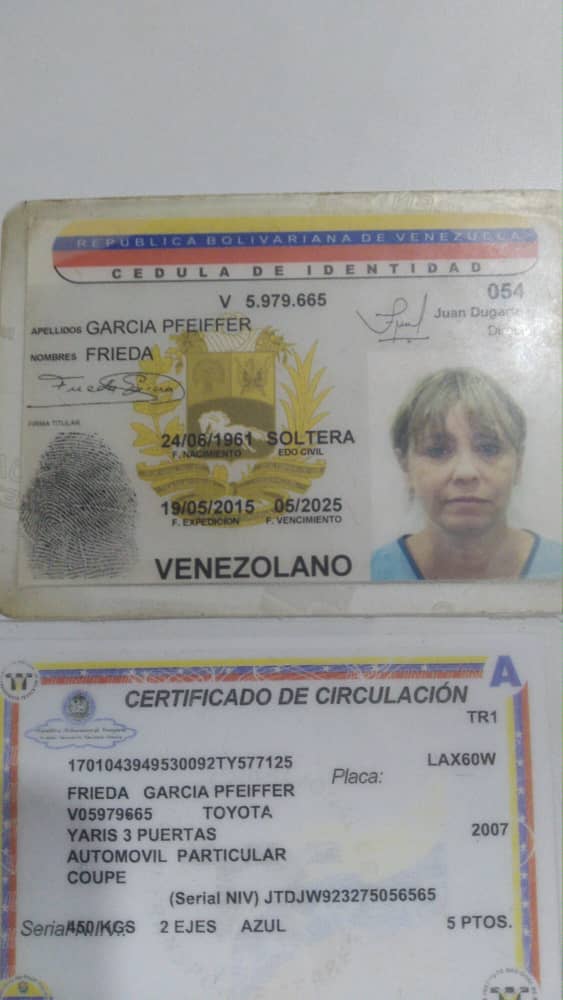 REPUBLICA BOLIVARIANA DE VENEZUELA
CEDULA DE IDENTIDAD
V 5.979.665
054
Juan Dugarte
APELLIDOS GARCIA PFEIFFER
NOMBRES FRIEDA
FIRMA TITULAR
24/06/1961 SOLTERA
F. NACIMIENTO EDO CIVIL
19/05/2015 05/2025
F. EXPEDICION F. VENCIMIENTO
VENEZOLANO
A
CERTIFICADO DE CIRCULACIÓN
TR1
1701043949530092TY577125
Placa: LAX60W
FRIEDA GARCIA PFEIFFER
V05979665 TOYOTA
YARIS 3 PUERTAS 2007
AUTOMOVIL PARTICULAR
COUPE
(Serial NIV) JTDJW923275056565
Serial N.I.V.: 450 KGS 2 EJES AZUL 5 PTOS.